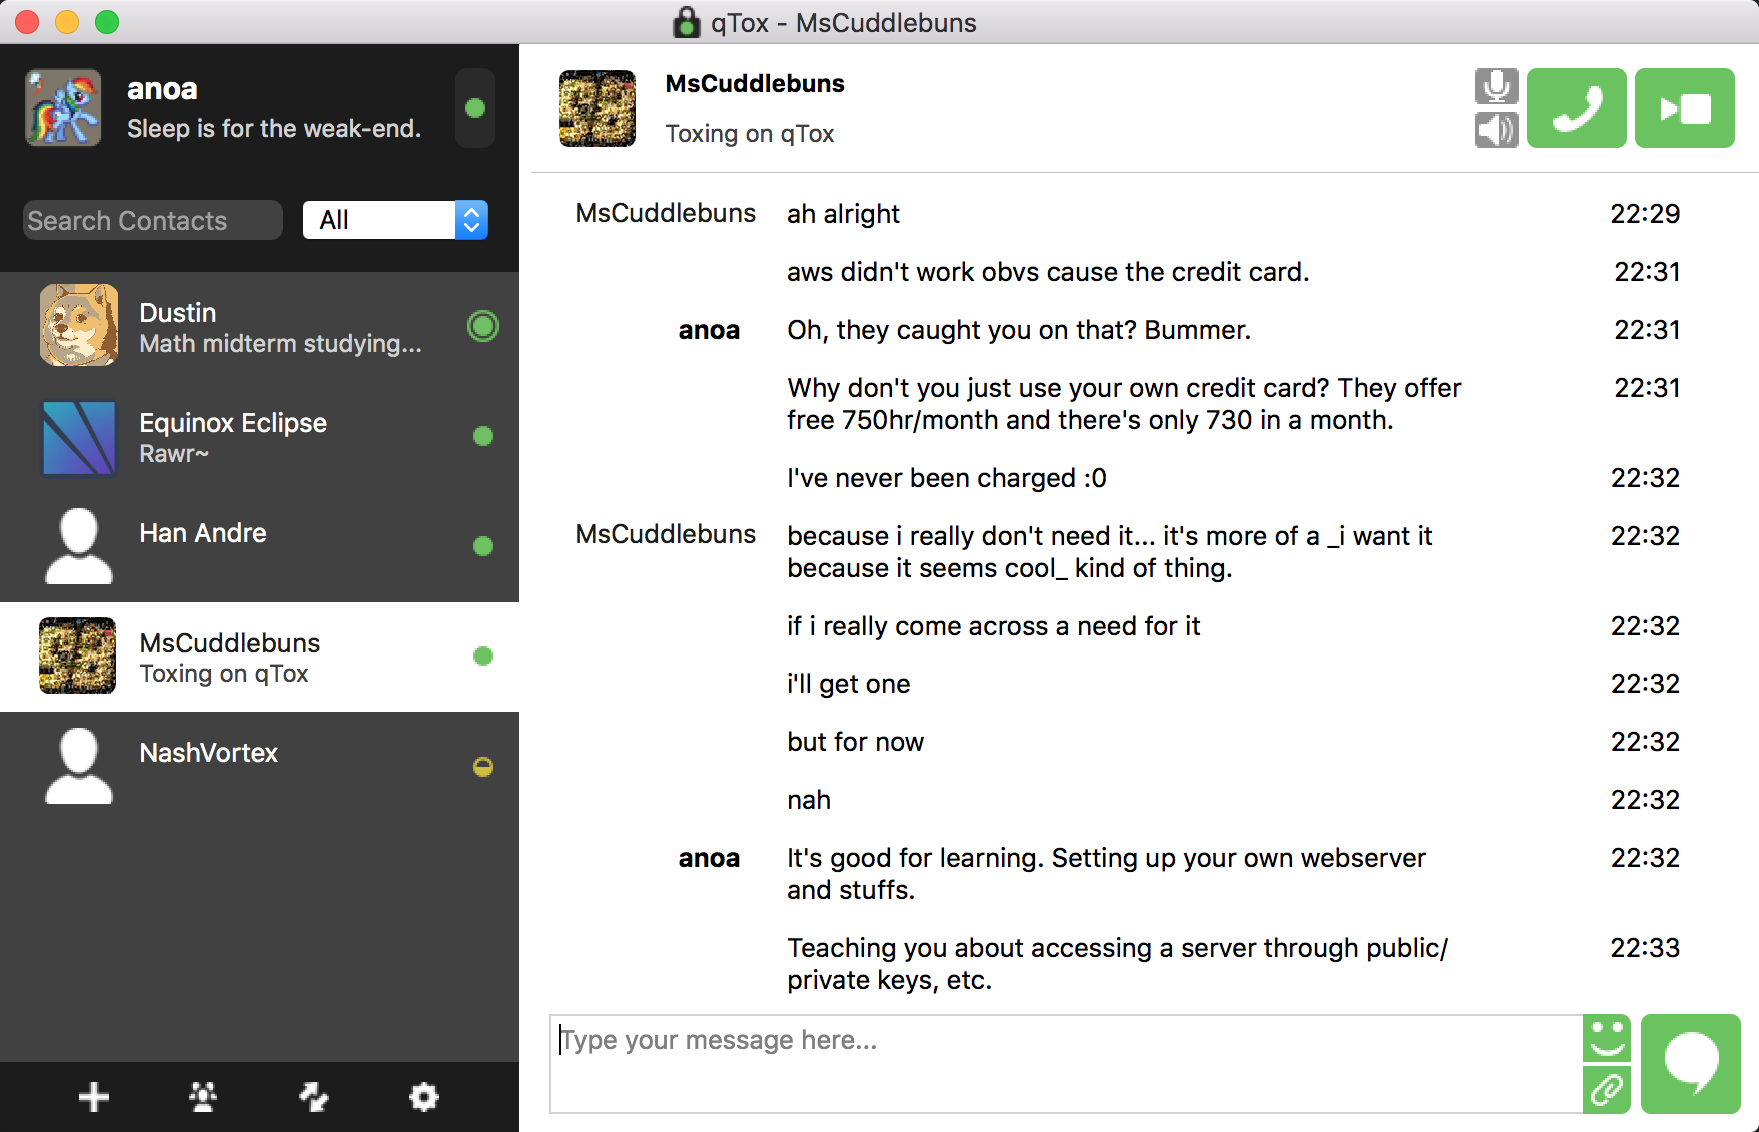 qTox - MsCuddlebuns
anoa
Sleep is for the weak-end.
Search Contacts
All
Dustin
Math midterm studying...
Equinox Eclipse
Rawr~
Han Andre
MsCuddlebuns
Toxing on qTox
NashVortex
MsCuddlebuns
Toxing on qTox
MsCuddlebuns ah alright 22:29
aws didn't work obvs cause the credit card. 22:31
anoa Oh, they caught you on that? Bummer. 22:31
Why don't you just use your own credit card? They offer 22:31
free 750hr/month and there's only 730 in a month.
I've never been charged :0 22:32
MsCuddlebuns because i really don't need it... it's more of a _i want it 22:32
because it seems cool_ kind of thing.
if i really come across a need for it 22:32
i'll get one 22:32
but for now 22:32
nah 22:32
anoa It's good for learning. Setting up your own webserver 22:32
and stuffs.
Teaching you about accessing a server through public/ 22:33
private keys, etc.
Type your message here...